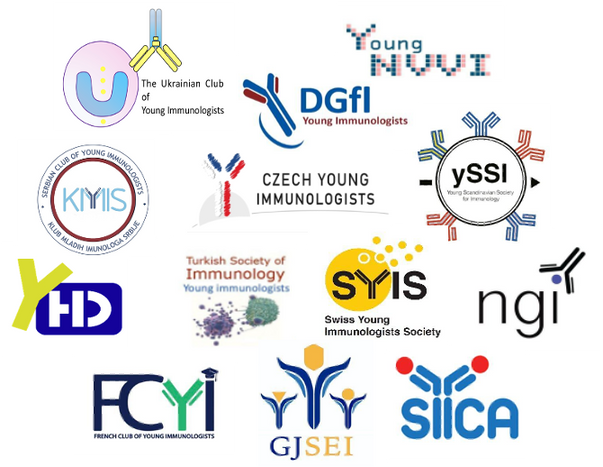 The Ukrainian Club
of
Young Immunologists
Young
NVVI
DGfI
Young Immunologists
SERBIAN CLUB OF YOUNG IMMUNOLOGISTS
KMIS
KLUB MLADIH IMUNOLOGA SRBIJE
CZECH YOUNG
IMMUNOLOGISTS
ySSI
Young Scandinavian Society
for Immunology
YHD
Turkish Society of
Immunology
Young immunologists
SYIS
Swiss Young
Immunologists Society
ngi
FCYI
FRENCH CLUB OF YOUNG IMMUNOLOGISTS
GJSEI
SIICA